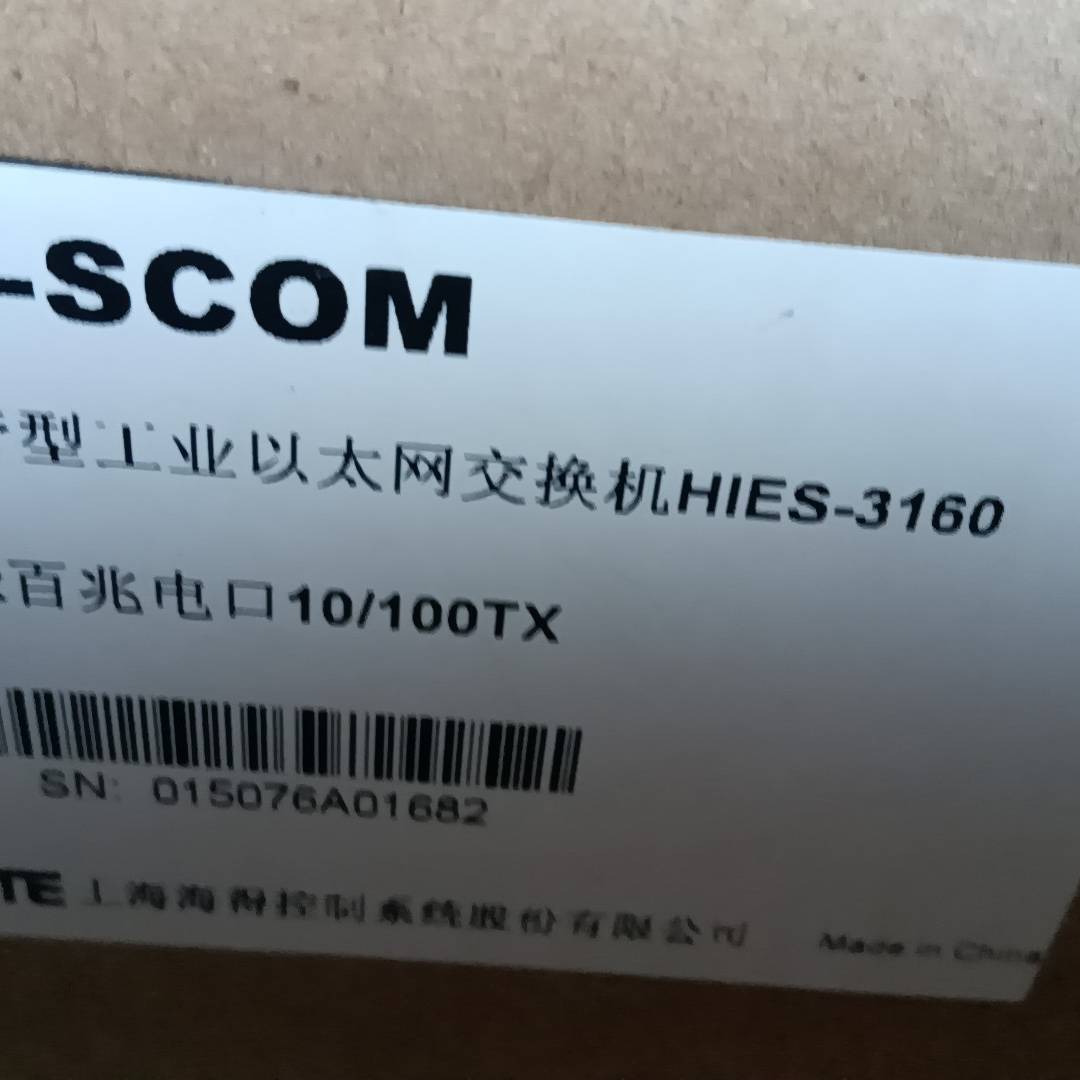 -SCOM
型工业以太网交换机HIES-3160
百兆电口10/100TX
SN: 015076A01682
TE 上海海得控制系统股份有限公司 Made in China